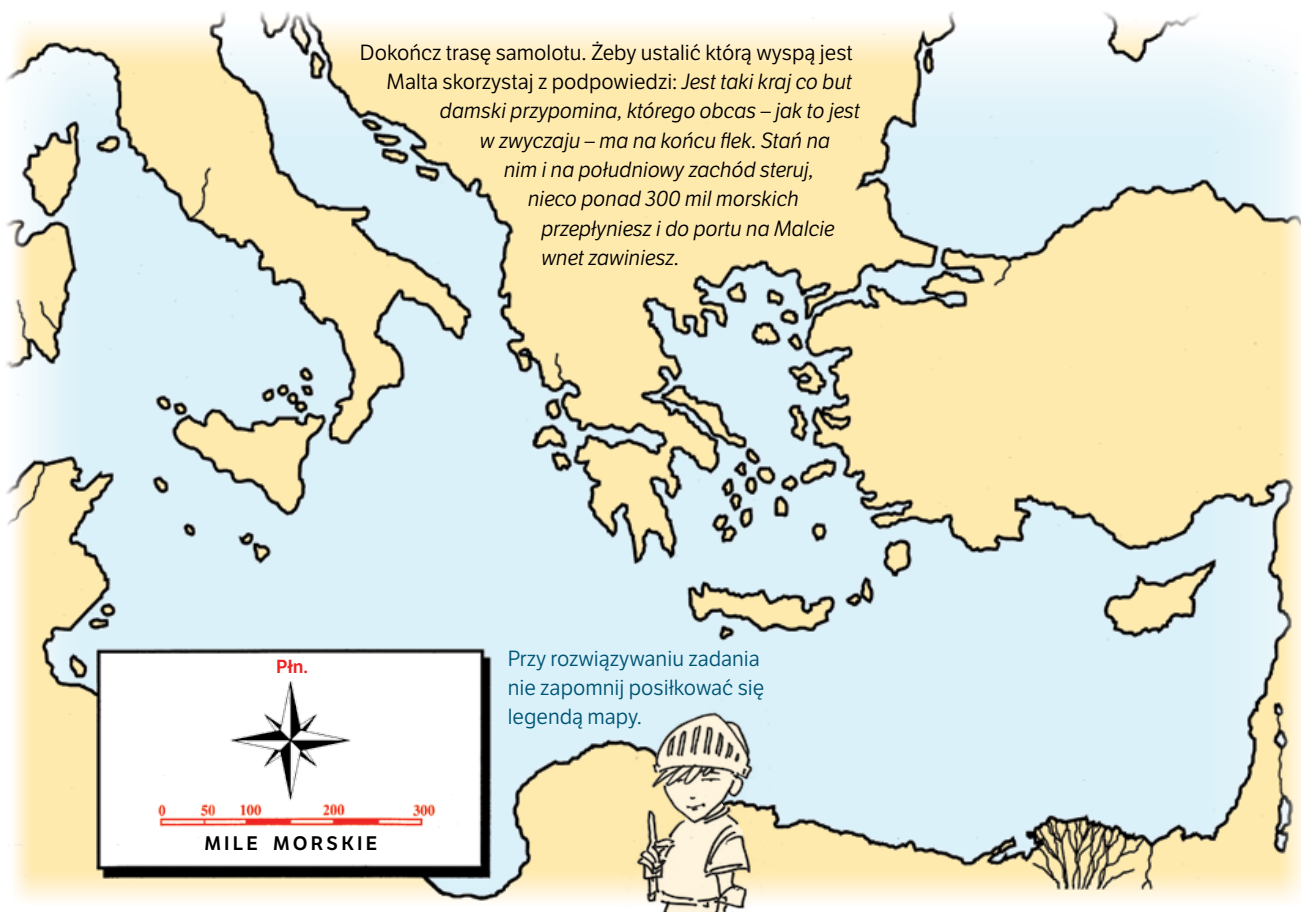 Dokończ trasę samolotu. Żeby ustalić którą wyspą jest
Malta skorzystaj z podpowiedzi: Jest taki kraj co but
damski przypomina, którego obcas – jak to jest
w zwyczaju – ma na końcu flek. Stań na
nim i na południowy zachód steruj,
nieco ponad 300 mil morskich
przepłyniesz i do portu na Malcie
wnet zawiniesz.
Przy rozwiązywaniu zadania
nie zapomnij posiłkować się
legendą mapy.
Płn.
0 50 100 200 300
MILE MORSKIE